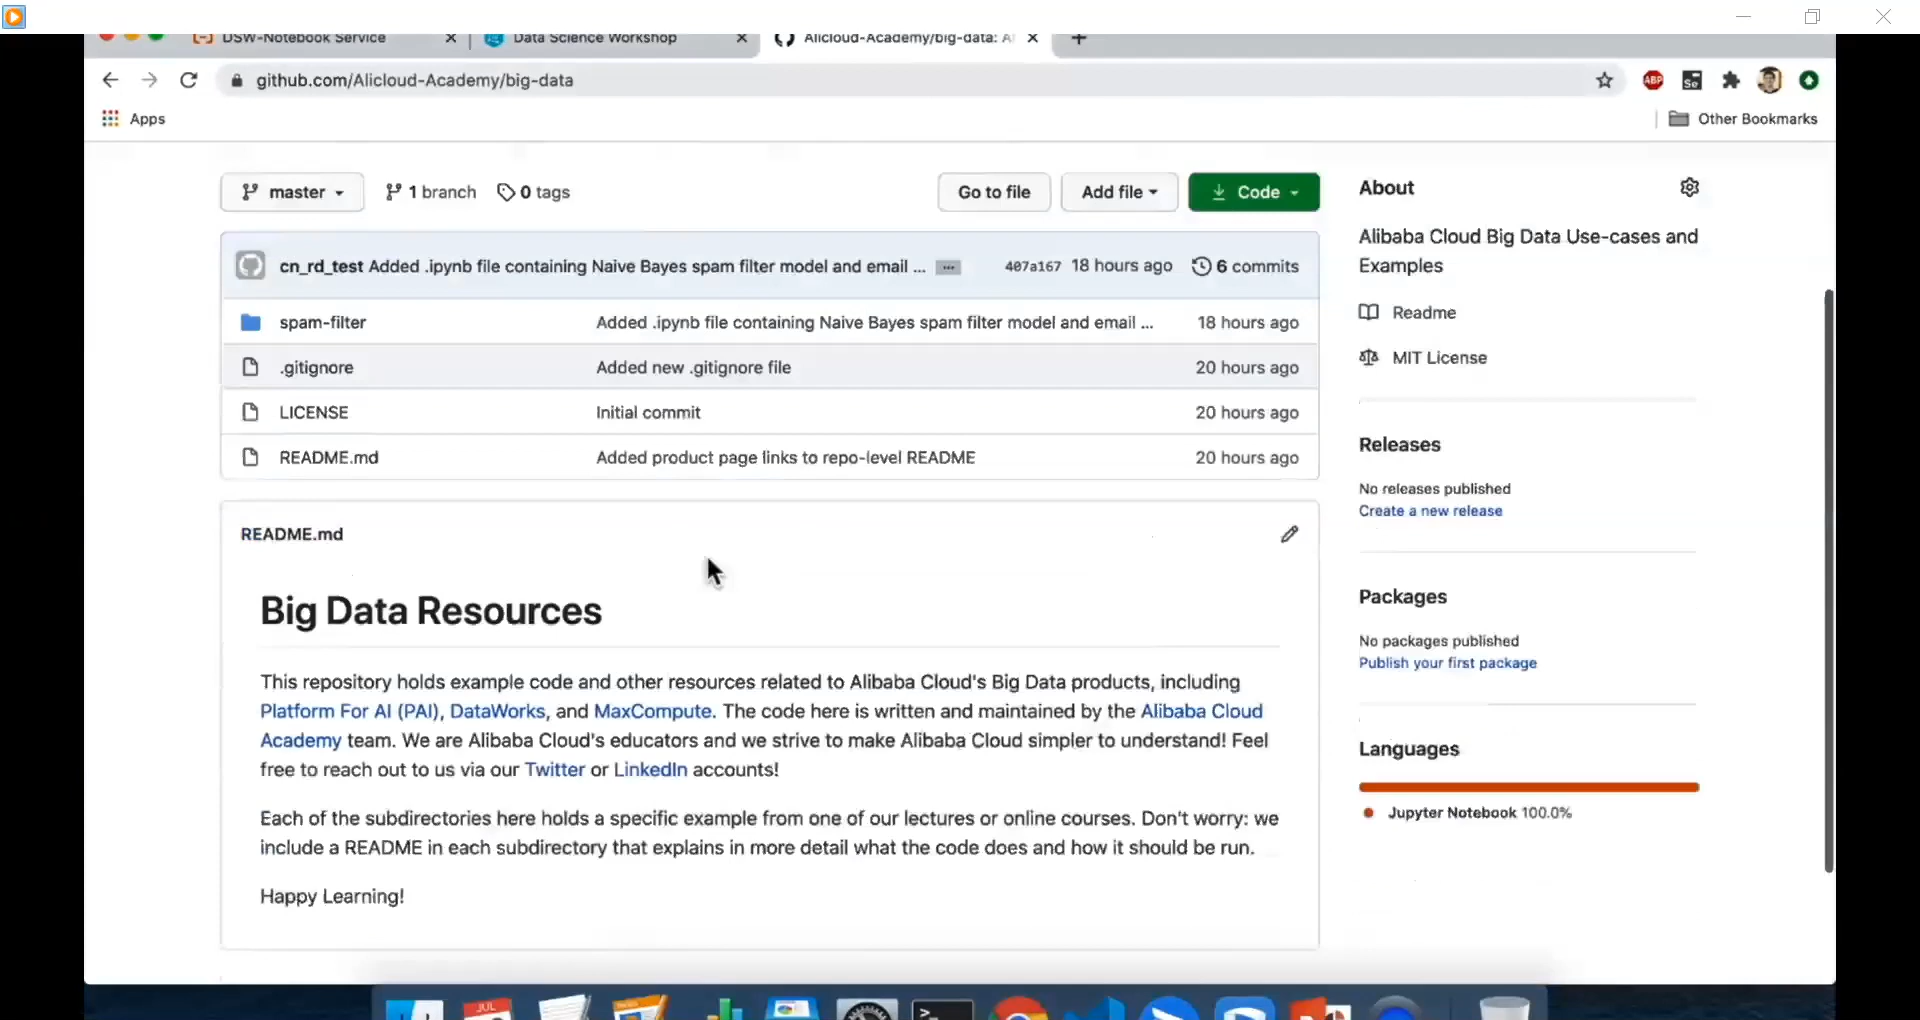 DSW-Notebook Service
Data Science Workshop
Alicloud-Academy/big-data: A
github.com/Alicloud-Academy/big-data
ABP
Se
Apps
Other Bookmarks
master
1 branch
0 tags
Go to file
Add file
Code
cn_rd_test Added .ipynb file containing Naive Bayes spam filter model and email ...
407a167 18 hours ago
6 commits
spam-filter
Added .ipynb file containing Naive Bayes spam filter model and email ...
18 hours ago
.gitignore
Added new .gitignore file
20 hours ago
LICENSE
Initial commit
20 hours ago
README.md
Added product page links to repo-level README
20 hours ago
README.md
Big Data Resources
This repository holds example code and other resources related to Alibaba Cloud's Big Data products, including
Platform For AI (PAI), DataWorks, and MaxCompute. The code here is written and maintained by the Alibaba Cloud
Academy team. We are Alibaba Cloud's educators and we strive to make Alibaba Cloud simpler to understand! Feel
free to reach out to us via our Twitter or LinkedIn accounts!
Each of the subdirectories here holds a specific example from one of our lectures or online courses. Don't worry: we
include a README in each subdirectory that explains in more detail what the code does and how it should be run.
Happy Learning!
About
Alibaba Cloud Big Data Use-cases and
Examples
Readme
MIT License
Releases
No releases published
Create a new release
Packages
No packages published
Publish your first package
Languages
Jupyter Notebook 100.0%
JUL